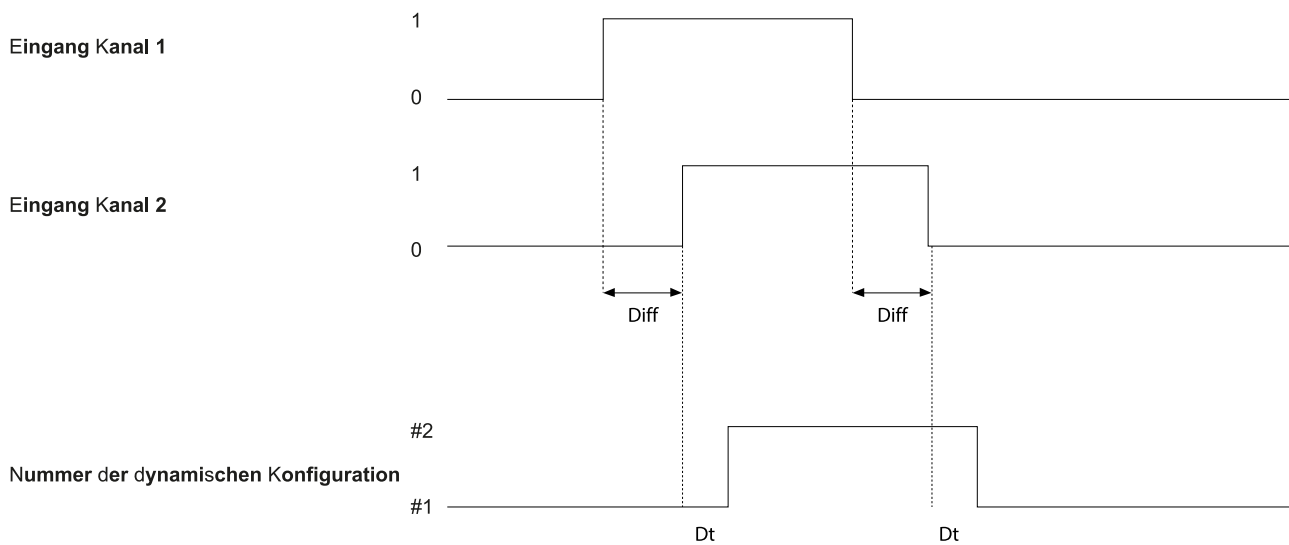 1
Eingang Kanal 1
0
1
Eingang Kanal 2
0
Diff Diff
#2
Nummer der dynamischen Konfiguration
#1
Dt Dt